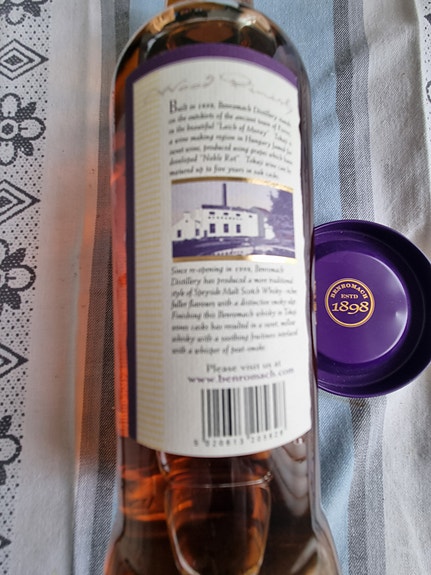 Wood Finish
Built in 1898, Benromach Distillery stands
on the outskirts of the ancient town of Forres,
in the beautiful "Laich of Moray". Tokaji is
a wine making region in Hungary famed for
sweet wine, produced using grapes which have
developed "Noble Rot". Tokaji wine can be
matured up to five years in oak casks.
Since re-opening in 1998, Benromach
Distillery has produced a more traditional
style of Speyside Malt Scotch Whisky
fuller flavours with a distinctive smoky edge.
Finishing this Benromach whisky in Tokaji
wines casks has resulted in a sweet, mellow
whisky with a soothing fruitiness
with a whisper of peat-smoke.
Please visit us at
www.benromach.com
BENROMACH
ESTD
1898